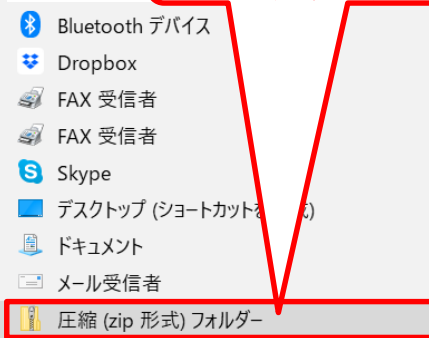 Bluetooth デバイス
Dropbox
FAX 受信者
FAX 受信者
Skype
デスクトップ (ショートカットを 成)
ドキュメント
メール受信者
圧縮 (zip 形式) フォルダー